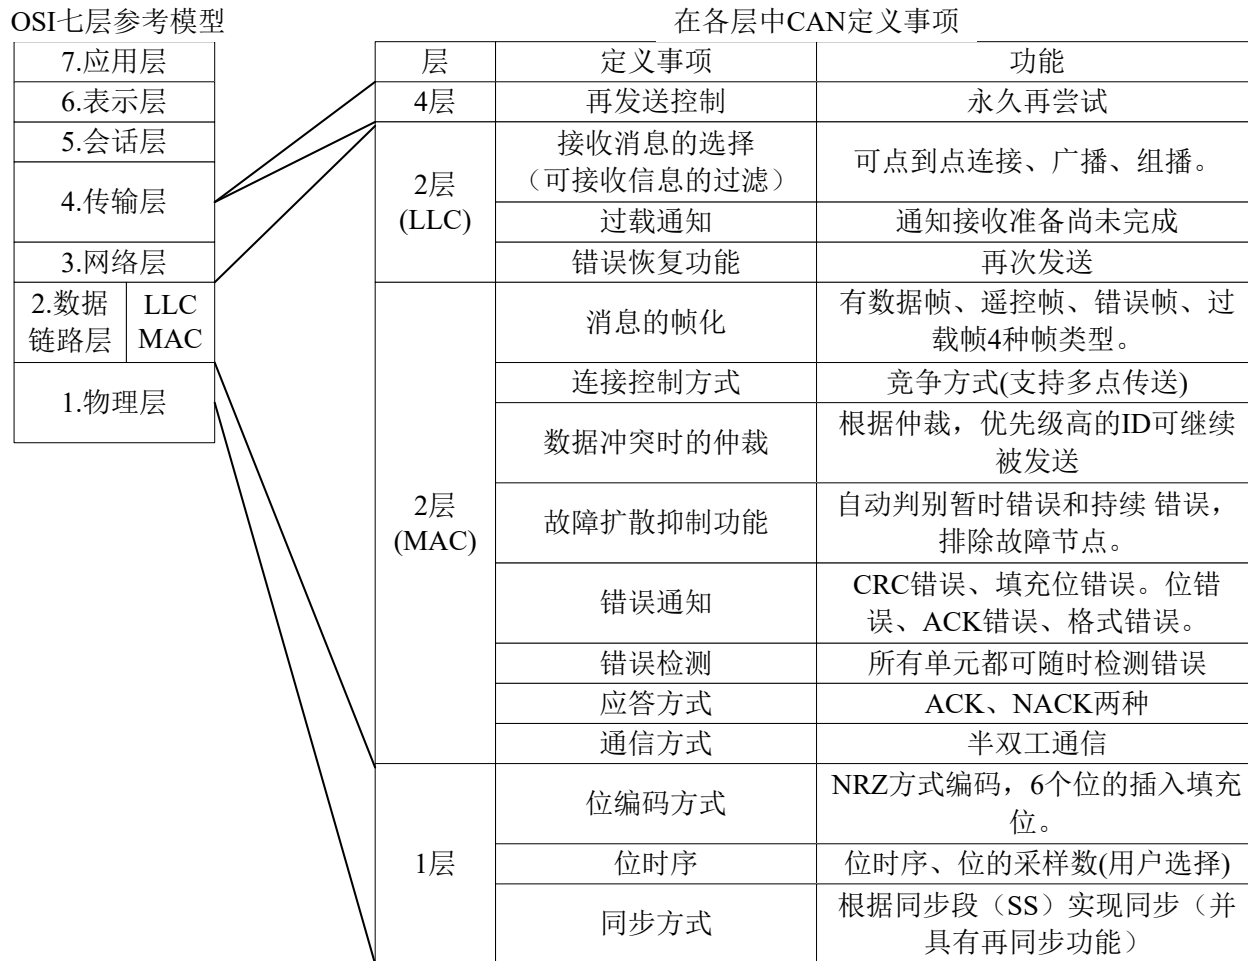 OSI七层参考模型
7.应用层
6.表示层
5.会话层
4.传输层
3.网络层
2.数据
链路层
LLC
MAC
1.物理层
在各层中CAN定义事项
层
定义事项
功能
4层
再发送控制
永久再尝试
2层
(LLC)
接收消息的选择
（可接收信息的过滤）
可点到点连接、广播、组播。
过载通知
通知接收准备尚未完成
错误恢复功能
再次发送
2层
(MAC)
消息的帧化
有数据帧、遥控帧、错误帧、过
载帧4种帧类型。
连接控制方式
竞争方式(支持多点传送)
数据冲突时的仲裁
根据仲裁，优先级高的ID可继续
被发送
故障扩散抑制功能
自动判别暂时错误和持续 错误，
排除故障节点。
错误通知
CRC错误、填充位错误。位错
误、ACK错误、格式错误。
错误检测
所有单元都可随时检测错误
应答方式
ACK、NACK两种
通信方式
半双工通信
1层
位编码方式
NRZ方式编码，6个位的插入填充
位。
位时序
位时序、位的采样数(用户选择)
同步方式
根据同步段（SS）实现同步（并
具有再同步功能）